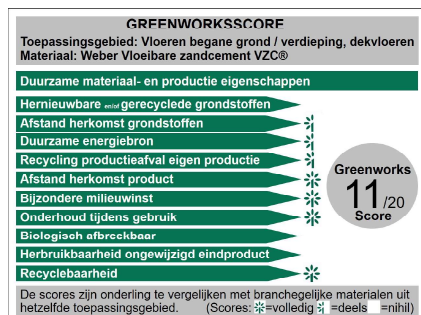 GREENWORKSSCORE
Toepassingsgebied: Vloeren begane grond / verdieping, dekvloeren
Materiaal: Weber Vloeibare zandcement VZC®
Duurzame materiaal- en productie eigenschappen
Hernieuwbare en/of gerecyclede grondstoffen
Afstand herkomst grondstoffen
Duurzame energiebron
Recycling productieafval eigen productie
Afstand herkomst product
Bijzondere milieuwinst
Onderhoud tijdens gebruik
Biologisch afbreekbaar
Herbruikbaarheid ongewijzigd eindproduct
Recyclebaarheid
Greenworks
11/20
Score
De scores zijn onderling te vergelijken met branchegelijke materialen uit
hetzelfde toepassingsgebied. (Scores: =volledig =deels =nihil)